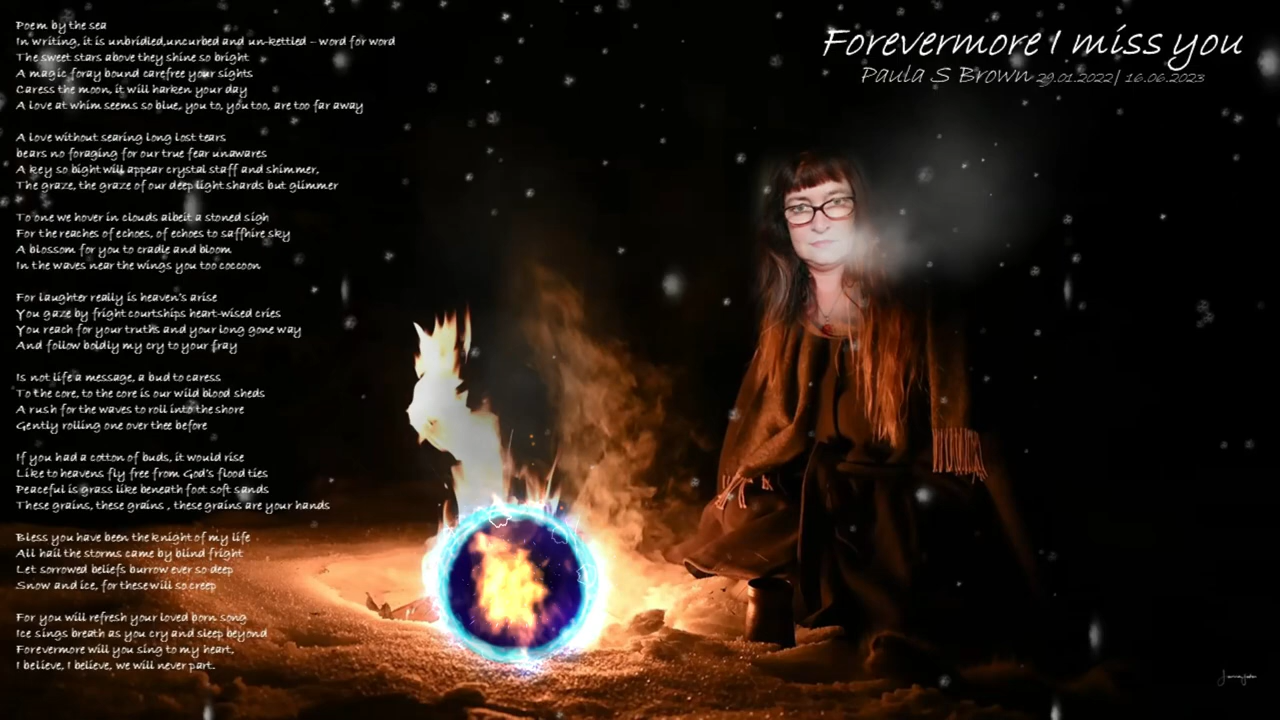 Poem by the sea
In writing, it is unbridled,uncurbed and un-kettled – word for word
The sweet stars above they shine so bright
A magic foray bound carefree your sights
Caress the moon, it will harken your day
A love at whim seems so blue, you to, you too, are too far away

A love without searing long lost tears
bears no foraging for our true fear unawares
A key so bight will appear crystal staff and shimmer,
The graze, the graze of our deep light shards but glimmer

To one we hover in clouds albeit a stoned sigh
For the reaches of echoes, of echoes to saffhire sky
A blossom for you to cradle and bloom
In the waves near the wings you too coccoon

For laughter really is heaven's arise
You gaze by fright courtships heart-wised cries
You reach for your truths and your long gone way
And follow boldly my cry to your fray

Is not life a message, a bud to caress
To the core, to the core is our wild blood sheds
A rush for the waves to roll into the shore
Gently rolling one over thee before

If you had a cotton of buds, it would rise
Like to heavens fly free from God's flood ties
Peaceful is grass like beneath foot soft sands
These grains, these grains , these grains are your hands

Bless you have been the knight of my life
All hail the storms came by blind fright
Let sorrowed beliefs burrow ever so deep
Snow and ice, for these will so creep

For you will refresh your loved born song
Ice sings breath as you cry and sleep beyond
Forevermore will you sing to my heart,
I believe, I believe, we will never part.

Forevermore I miss you
Paula S Brown 29.01.2022| 16.06.2023